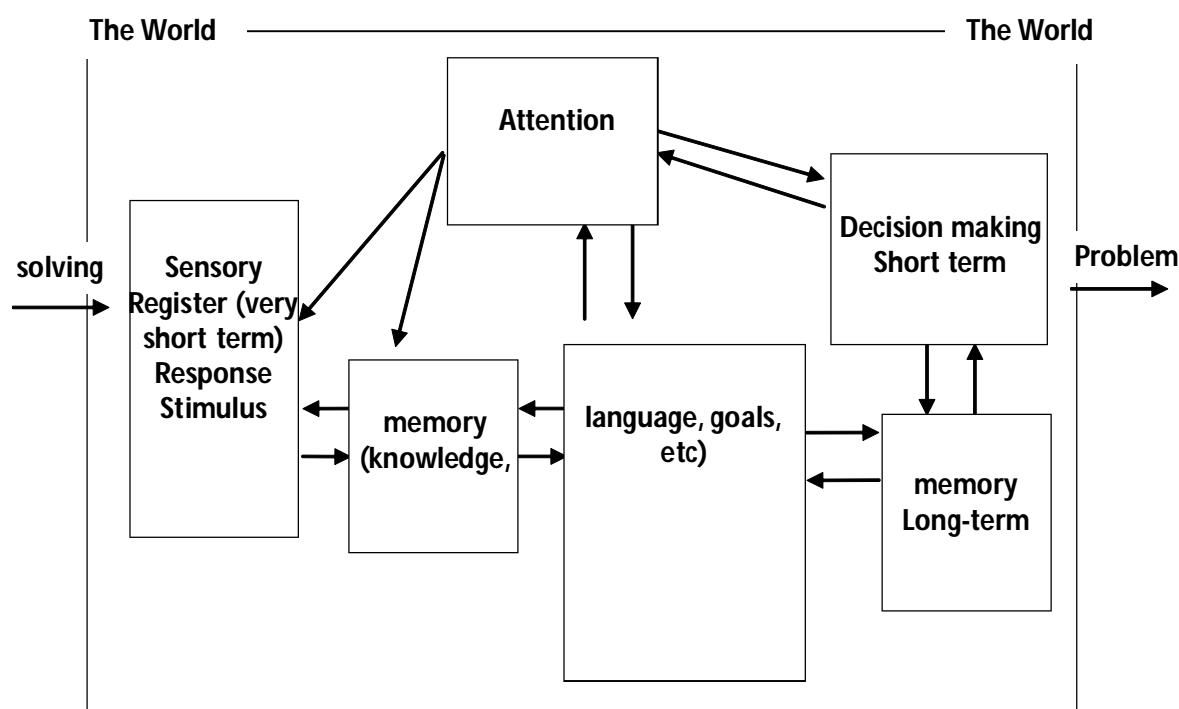 The World
The World
Attention
Decision making
Short term
solving
Problem
Sensory
Register (very
short term)
Response
Stimulus
memory
(knowledge,
language, goals,
etc)
memory
Long-term